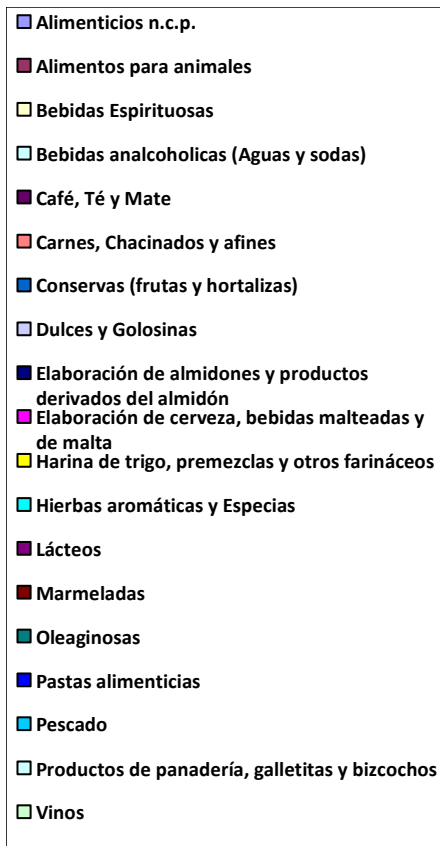 Alimenticios n.c.p.
Alimentos para animales
Bebidas Espirituosas
Bebidas analcoholicas (Aguas y sodas)
Café, Té y Mate
Carnes, Chacinados y afines
Conservas (frutas y hortalizas)
Dulces y Golosinas
Elaboración de almidones y productos
derivados del almidón
Elaboración de cerveza, bebidas malteadas y
de malta
Harina de trigo, premezclas y otros farináceos
Hierbas aromáticas y Especias
Lácteos
Marmeladas
Oleaginosas
Pastas alimenticias
Pescado
Productos de panadería, galletitas y bizcochos
Vinos